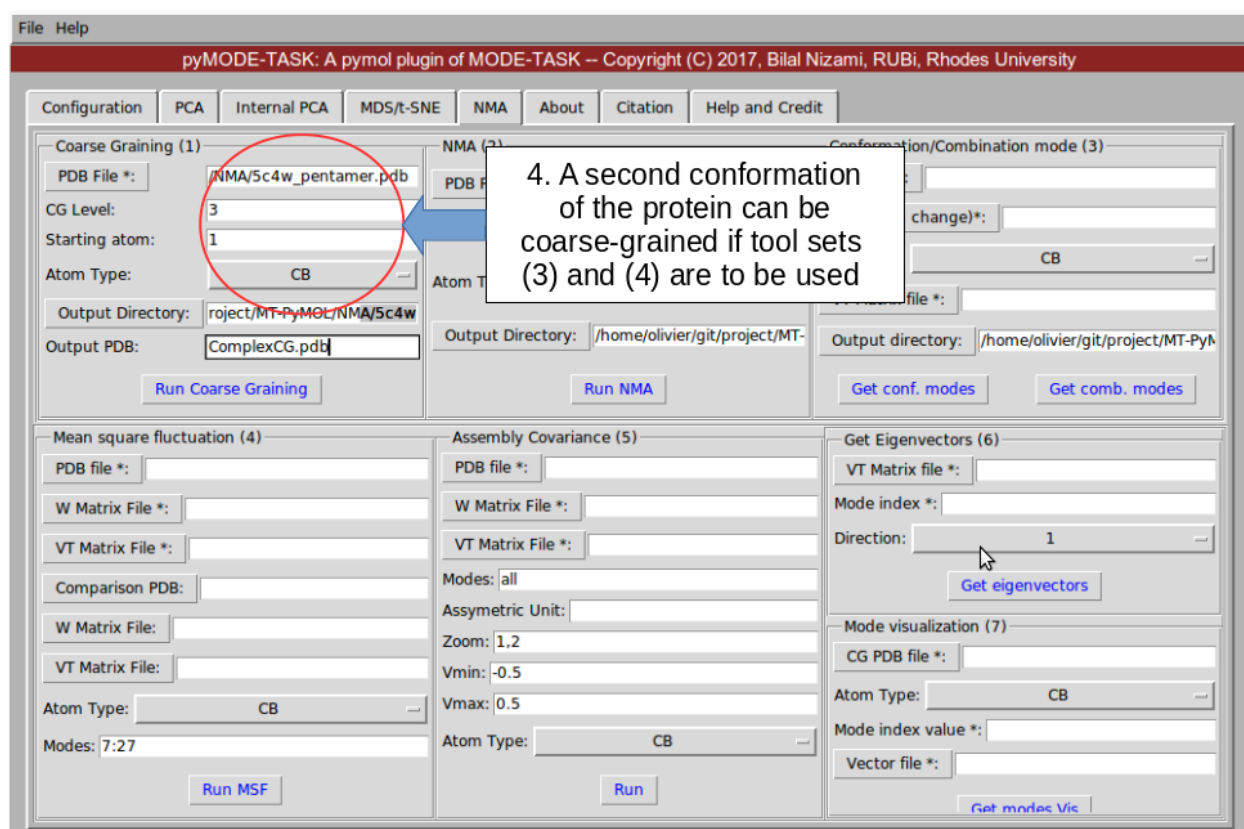 File Help
pyMODE-TASK: A pymol plugin of MODE-TASK -- Copyright (C) 2017, Bilal Nizami, RUBi, Rhodes University
Configuration PCA Internal PCA MDS/t-SNE NMA About Citation Help and Credit
Coarse Graining (1)
PDB File *: /NMA/5c4w_pentamer.pdb
CG Level: 3
Starting atom: 1
Atom Type: CB
Output Directory: roject/MT-PyMOL/NMA/5c4w
Output PDB: ComplexCG.pdb
Run Coarse Graining
NMA (2)
PDB
Atom
Output Directory: /home/olivier/git/project/MT-
Run NMA
4. A second conformation
of the protein can be
coarse-grained if tool sets
(3) and (4) are to be used
Conformation/Combination mode (3)
change)*:
CB
file *:
Output directory: /home/olivier/git/project/MT-PyM
Get conf. modes Get comb. modes
Mean square fluctuation (4)
PDB file *:
W Matrix File *:
VT Matrix File *:
Comparison PDB:
W Matrix File:
VT Matrix File:
Atom Type: CB
Modes: 7:27
Run MSF
Assembly Covariance (5)
PDB file *:
W Matrix File *:
VT Matrix File *:
Modes: all
Assymetric Unit:
Zoom: 1,2
Vmin: -0.5
Vmax: 0.5
Atom Type: CB
Run
Get Eigenvectors (6)
VT Matrix file *:
Mode index *:
Direction: 1
Get eigenvectors
Mode visualization (7)
CG PDB file *:
Atom Type: CB
Mode index value *:
Vector file *:
Get modes Vis